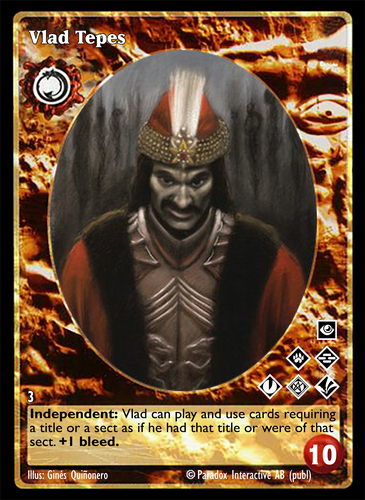 Vlad Tepes
3
Independent: Vlad can play and use cards requiring
a title or a sect as if he had that title or were of that
sect. +1 bleed.
10
Illus: Ginés Quiñonero
© Paradox Interactive AB (publ)